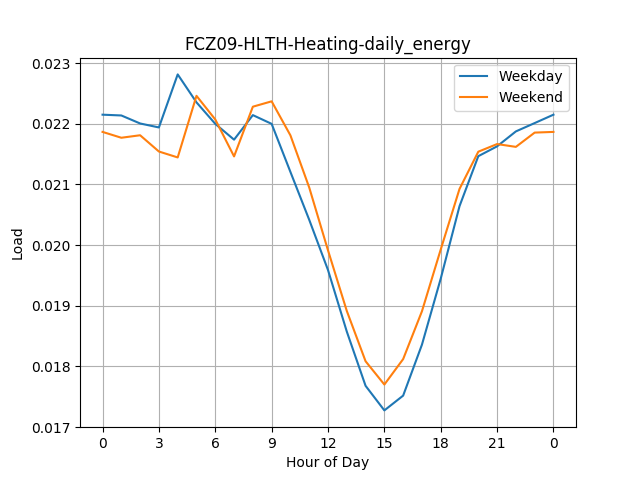 FCZ09-HLTH-Heating-daily_energy
0.023
0.022
0.021
0.020
0.019
0.018
0.017
Load
Weekday
Weekend
0 3 6 9 12 15 18 21 0
Hour of Day